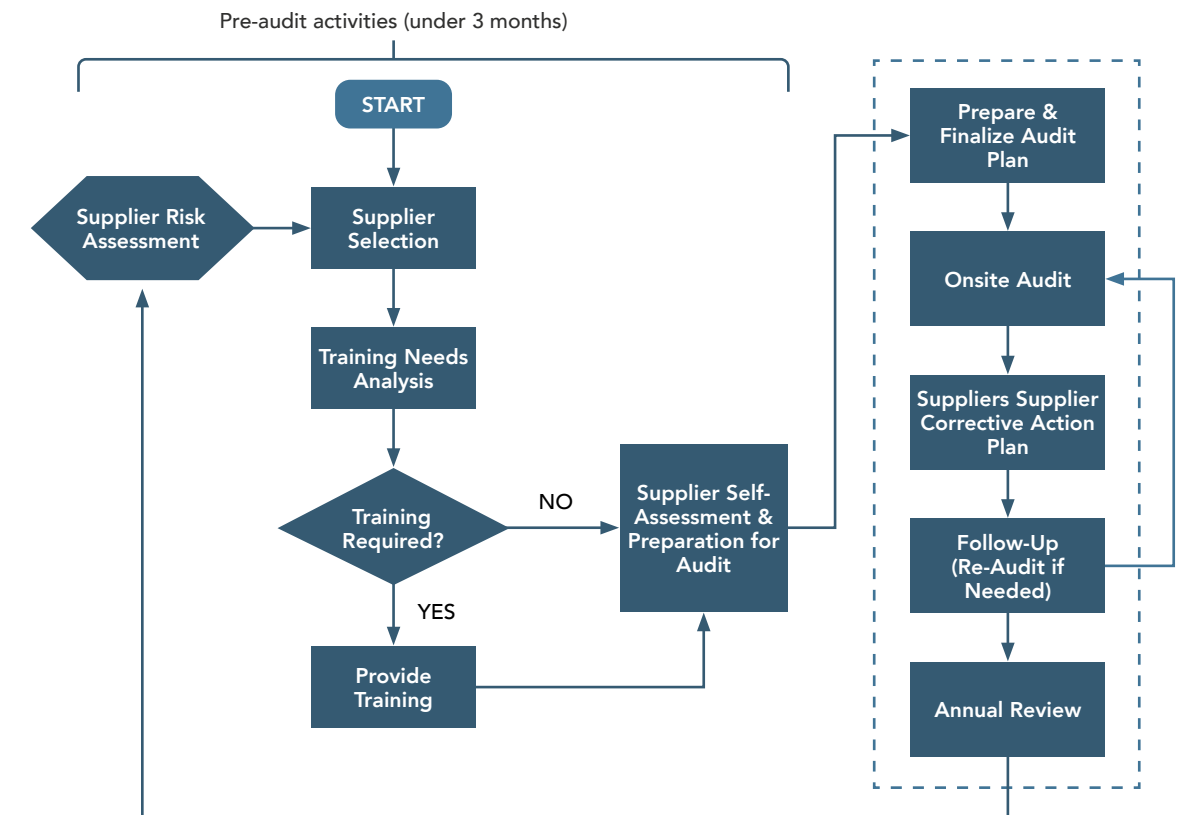 Pre-audit activities (under 3 months)
START
Supplier Risk
Assessment
Supplier
Selection
Training Needs
Analysis
Training
Required?
NO
YES
Provide
Training
Supplier Self-
Assessment &
Preparation for
Audit
Prepare &
Finalize Audit
Plan
Onsite Audit
Suppliers Supplier
Corrective Action
Plan
Follow-Up
(Re-Audit if
Needed)
Annual Review